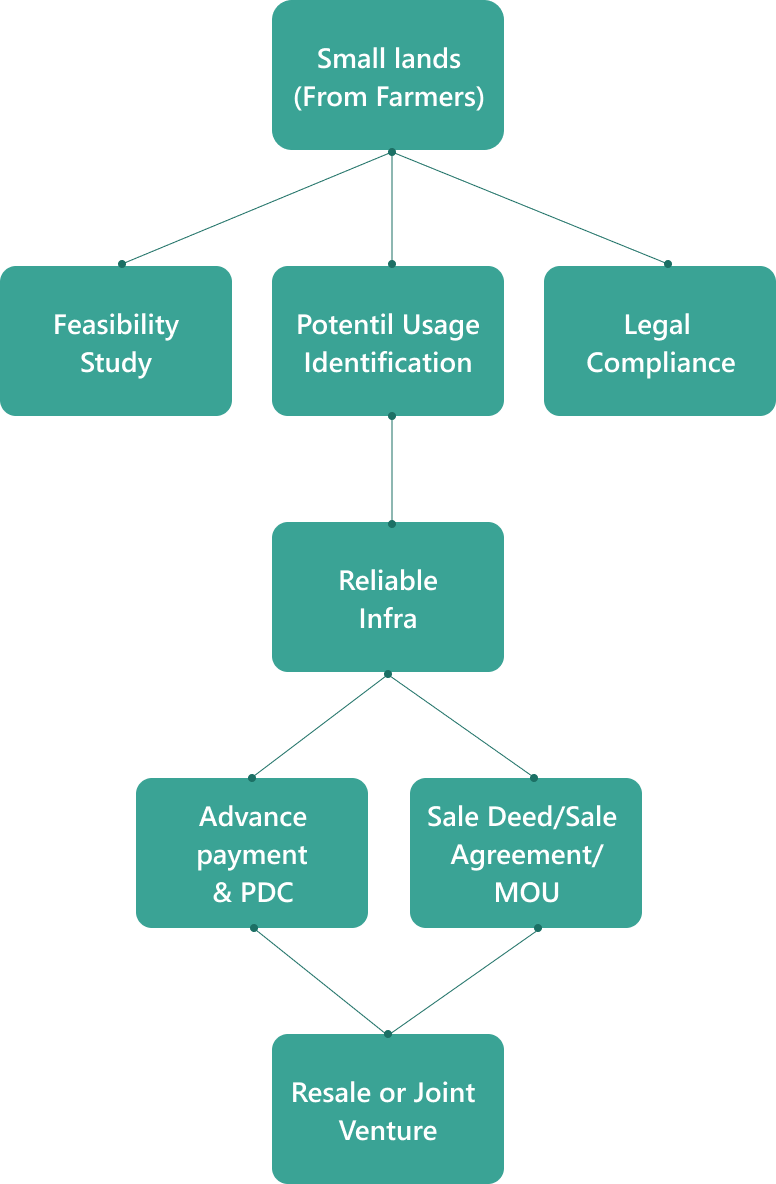 Small lands
(From Farmers)
Feasibility
Study
Potentil Usage
Identification
Legal
Compliance
Reliable
Infra
Advance
payment
& PDC
Sale Deed/Sale
Agreement/
MOU
Resale or Joint
Venture